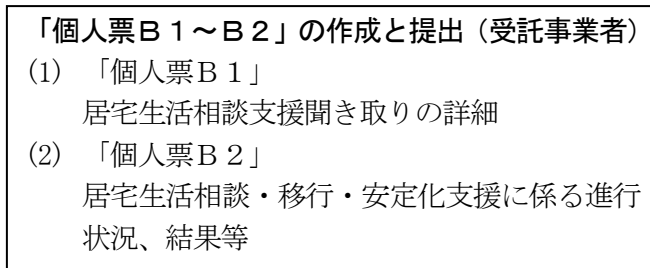 「個人票Ｂ１～Ｂ２」の作成と提出（受託事業者）
(1) 「個人票Ｂ１」
居宅生活相談支援聞き取りの詳細
(2) 「個人票Ｂ２」
居宅生活相談・移行・安定化支援に係る進行
状況、結果等